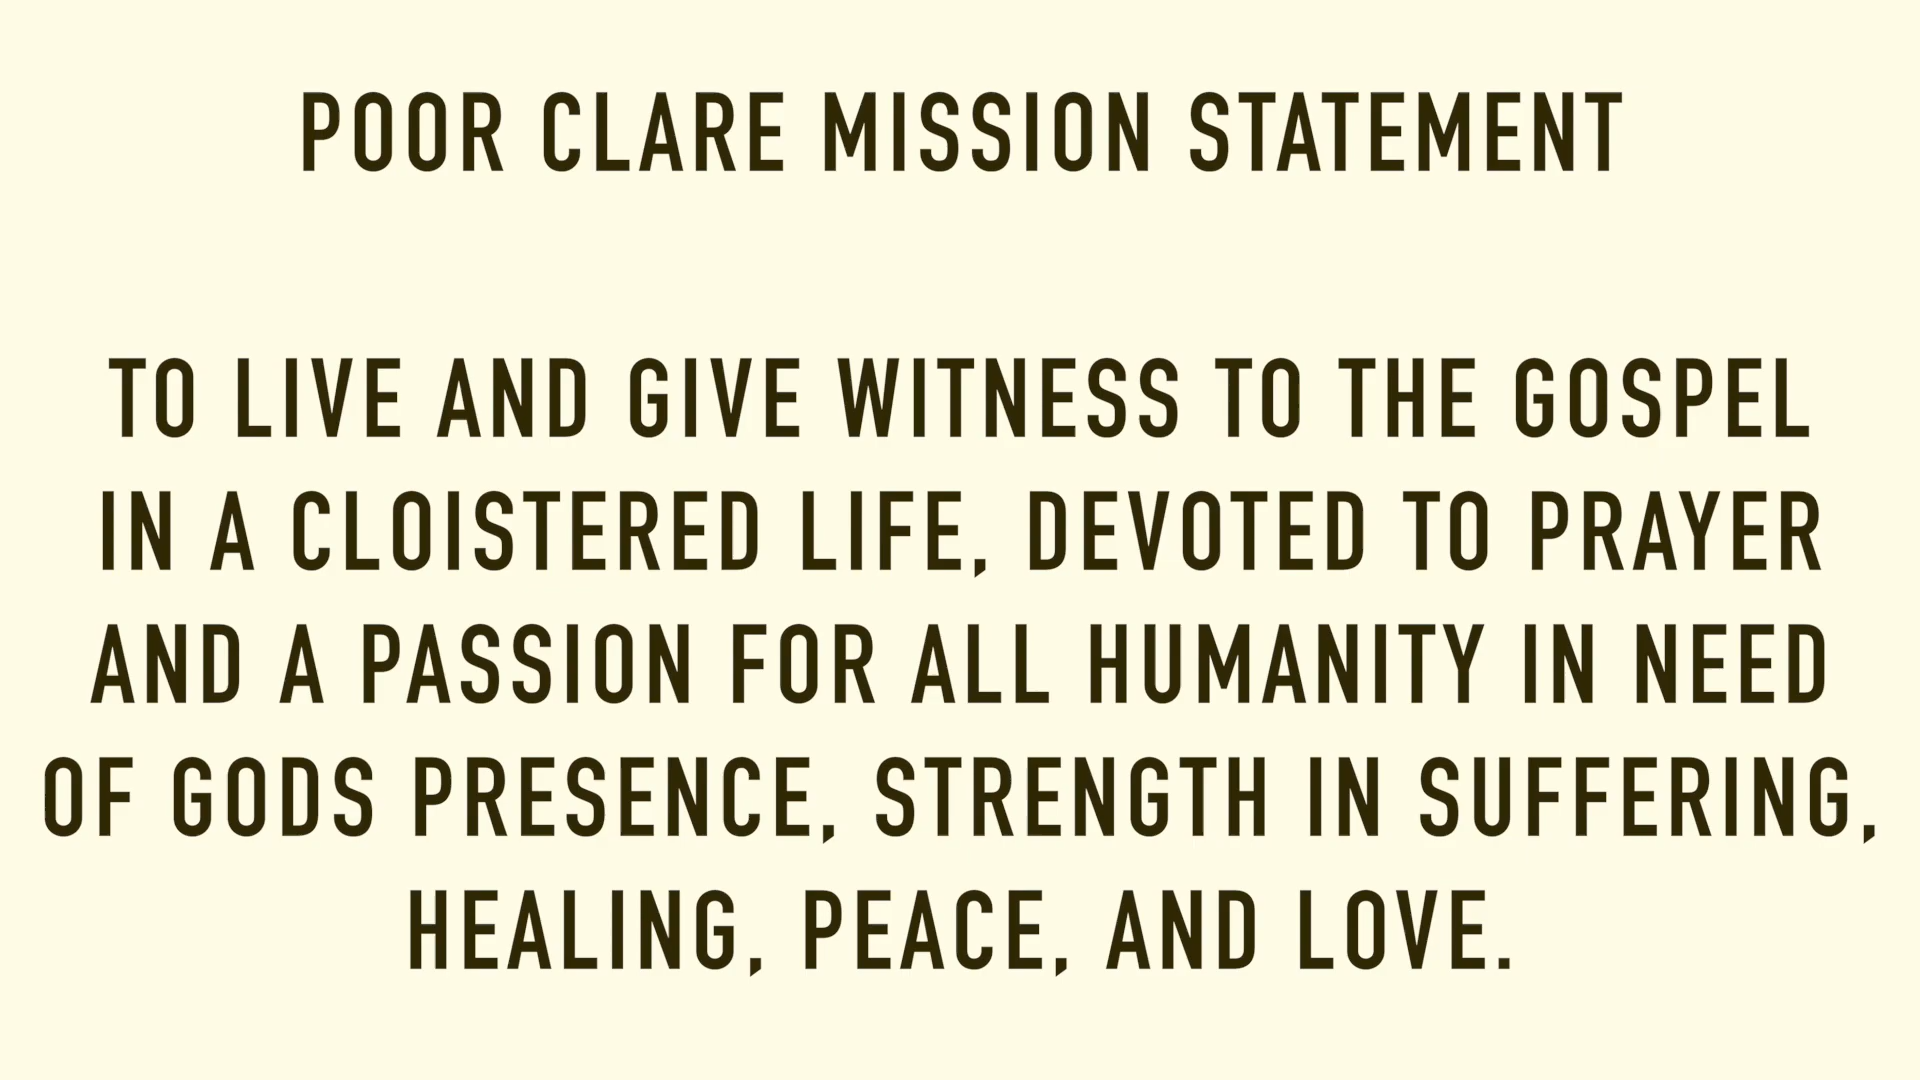 POOR CLARE MISSION STATEMENT
TO LIVE AND GIVE WITNESS TO THE GOSPEL
IN A CLOISTERED LIFE, DEVOTED TO PRAYER
AND A PASSION FOR ALL HUMANITY IN NEED
OF GODS PRESENCE, STRENGTH IN SUFFERING,
HEALING, PEACE, AND LOVE.